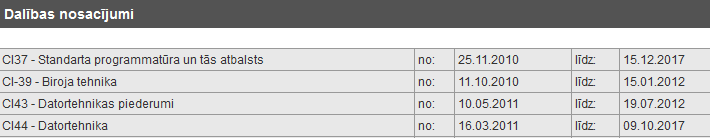 Dalības nosacījumi
CI37 - Standarta programmatūra un tās atbalsts no: 25.11.2010 līdz: 15.12.2017
CI-39 - Biroja tehnika no: 11.10.2010 līdz: 15.01.2012
CI43 - Datortehnikas piederumi no: 10.05.2011 līdz: 19.07.2012
CI44 - Datortehnika no: 16.03.2011 līdz: 09.10.2017